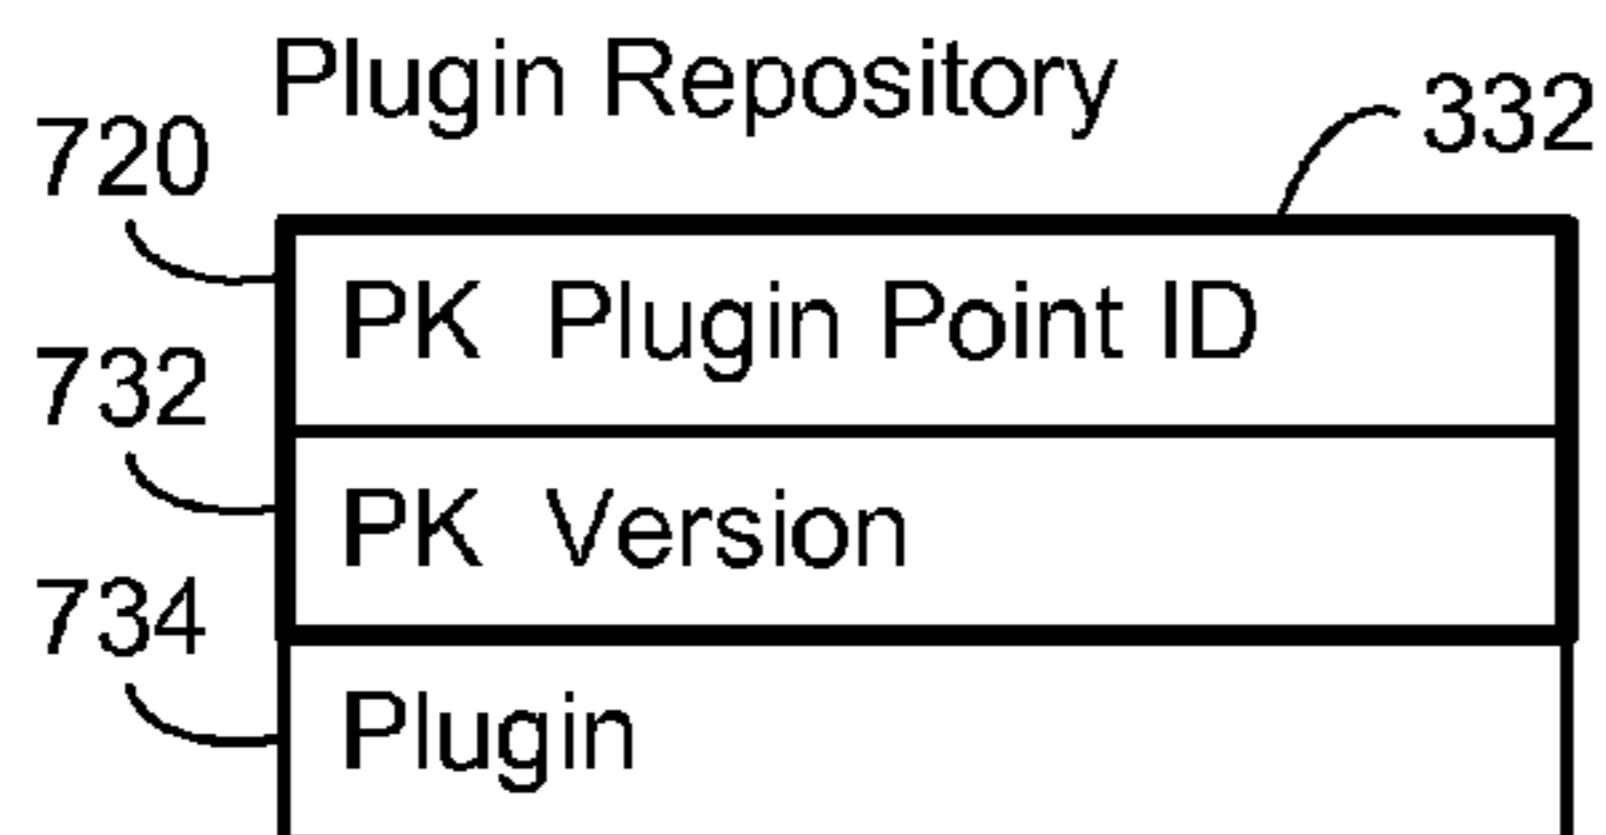 Plugin Repository
332
720
PK Plugin Point ID
732
PK Version
734
Plugin